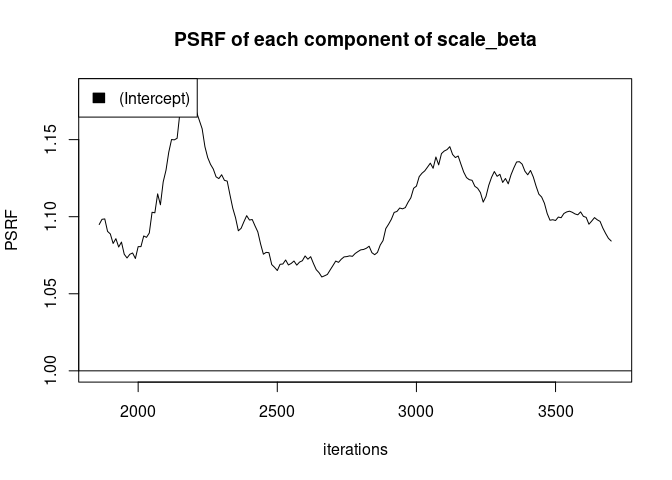 PSRF of each component of scale_beta
(Intercept)
PSRF
1.15
1.10
1.05
1.00
2000 2500 3000 3500
iterations